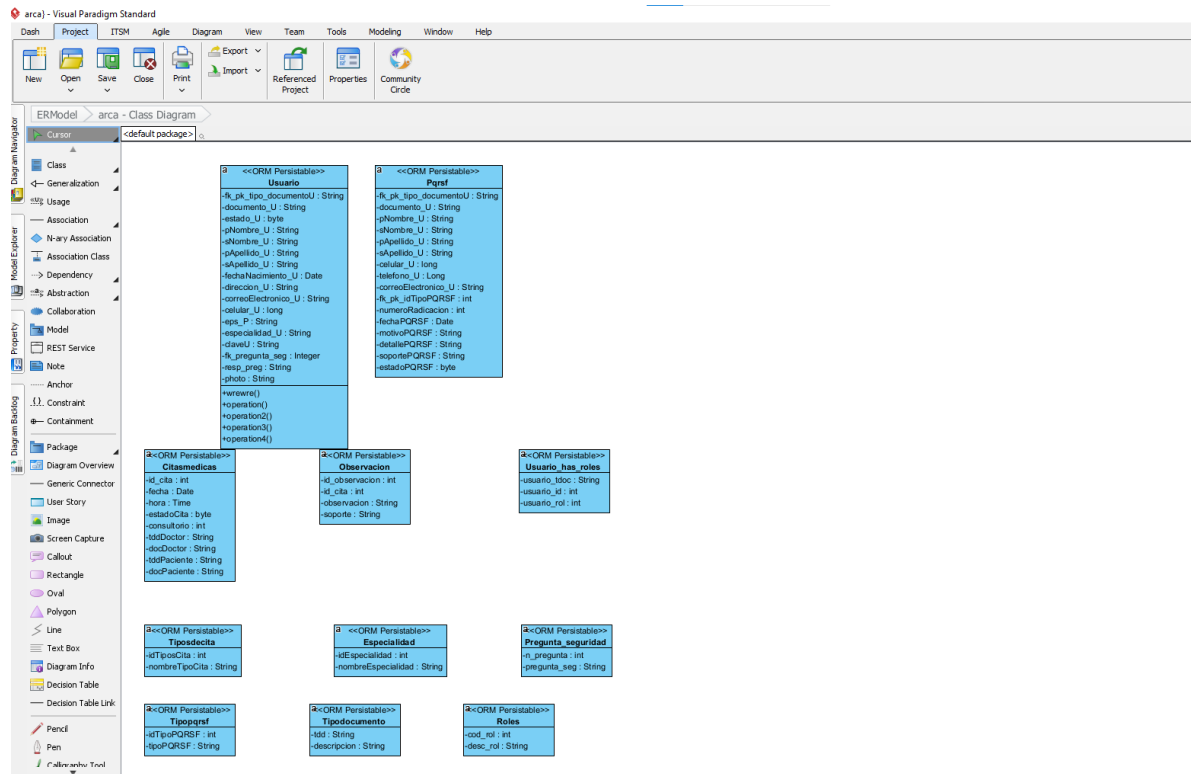 arca} - Visual Paradigm Standard
Dash Project ITSM Agile Diagram View Team Tools Modeling Window Help
New Open Save Close Print Export Import Referenced Project Properties Community Circle
ERModel arca - Class Diagram
Diagram Navigator
Model Explorer
Property
Diagram Backlog
Cursor
Class
Generalization
Usage
Association
N-ary Association
Association Class
Dependency
Abstraction
Collaboration
Model
REST Service
Note
Anchor
Constraint
Containment
Package
Diagram Overview
Generic Connector
User Story
Image
Screen Capture
Callout
Rectangle
Oval
Polygon
Line
Text Box
Diagram Info
Decision Table
Decision Table Link
Pencil
Pen
Calligraphy Tool
<default package>
a <<ORM Persistable>>
Usuario
-fk_pk_tipo_documentoU : String
-documento_U : String
-estado_U : byte
-pNombre_U : String
-sNombre_U : String
-pApellido_U : String
-sApellido_U : String
-fechaNacimiento_U : Date
-direccion_U : String
-correoElectronico_U : String
-celular_U : long
-eps_P : String
-especialidad_U : String
-claveU : String
-fk_pregunta_seg : Integer
-resp_preg : String
-photo : String
+wrewre()
+operation()
+operation2()
+operation3()
+operation4()
a <<ORM Persistable>>
Pqrsf
-fk_pk_tipo_documentoU : String
-documento_U : String
-pNombre_U : String
-sNombre_U : String
-pApellido_U : String
-sApellido_U : String
-celular_U : long
-telefono_U : Long
-correoElectronico_U : String
-fk_pk_idTipoPQRSF : int
-numeroRadicacion : int
-fechaPQRSF : Date
-motivoPQRSF : String
-detallePQRSF : String
-soportePQRSF : String
-estadoPQRSF : byte
a <<ORM Persistable>>
Citasmedicas
-id_cita : int
-fecha : Date
-hora : Time
-estadoCita : byte
-consultorio : int
-tddDoctor : String
-docDoctor : String
-tddPaciente : String
-docPaciente : String
a <<ORM Persistable>>
Observacion
-id_observacion : int
-id_cita : int
-observacion : String
-soporte : String
a <<ORM Persistable>>
Usuario_has_roles
-usuario_tdoc : String
-usuario_id : int
-usuario_rol : int
a <<ORM Persistable>>
Tiposdecita
-idTiposCita : int
-nombreTipoCita : String
a <<ORM Persistable>>
Especialidad
-idEspecialidad : int
-nombreEspecialidad : String
a <<ORM Persistable>>
Pregunta_seguridad
-n_pregunta : int
-pregunta_seg : String
a <<ORM Persistable>>
Tipopqrsf
-idTipoPQRSF : int
-tipoPQRSF : String
a <<ORM Persistable>>
Tipodocumento
-tdd : String
-descripcion : String
a <<ORM Persistable>>
Roles
-cod_rol : int
-desc_rol : String